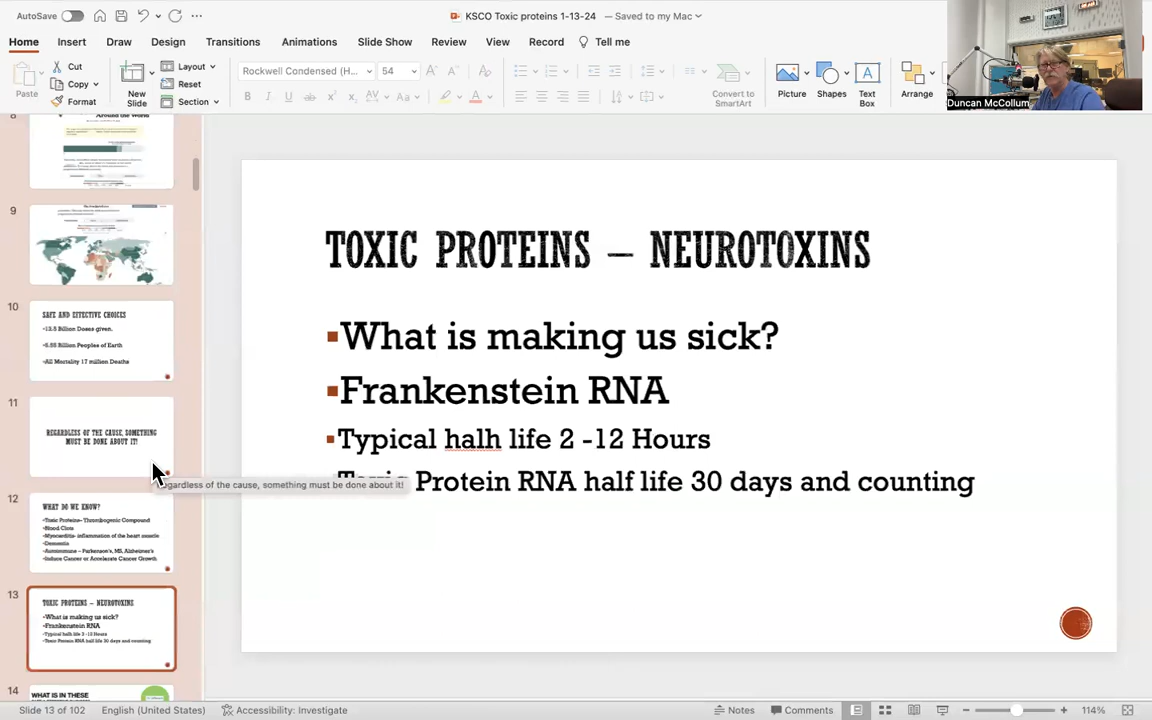 AutoSave
KSCO Toxic proteins 1-13-24 — Saved to my Mac
Home Insert Draw Design Transitions Animations Slide Show Review View Record Tell me
Paste
Cut
Copy
Format
New Slide
Layout
Reset
Section
Rockwell Condensed (H... 54
Convert to SmartArt
Picture
Shapes
Text Box
Arrange
Duncan McCollum
8
Around the World
9
10
SAFE AND EFFECTIVE CHOICES
▪13.5 Billion Doses given.
▪5.55 Billion Peoples of Earth
▪All Mortality 17 million Deaths
11
REGARDLESS OF THE CAUSE, SOMETHING
MUST BE DONE ABOUT IT!
egardless of the cause, something must be done about it!
12
WHAT DO WE KNOW?
▪Toxic Proteins– Thrombogenic Compound
▪Blood Clots
▪Myocarditis- inflamation of the heart muscle
▪Dementia
▪Autoimmune – Parkenson's, MS, Alzheimer's
▪Induce Cancer or Accelerate Cancer Growth
13
TOXIC PROTEINS – NEUROTOXINS
▪What is making us sick?
▪Frankenstein RNA
▪Typical halh life 2 -12 Hours
▪Toxic Protein RNA half life 30 days and counting
14
WHAT IS IN THESE
TOXIC PROTEINS – NEUROTOXINS
▪What is making us sick?
▪Frankenstein RNA
▪Typical halh life 2 -12 Hours
Toxic Protein RNA half life 30 days and counting
Slide 13 of 102 English (United States) Accessibility: Investigate Notes Comments 114%